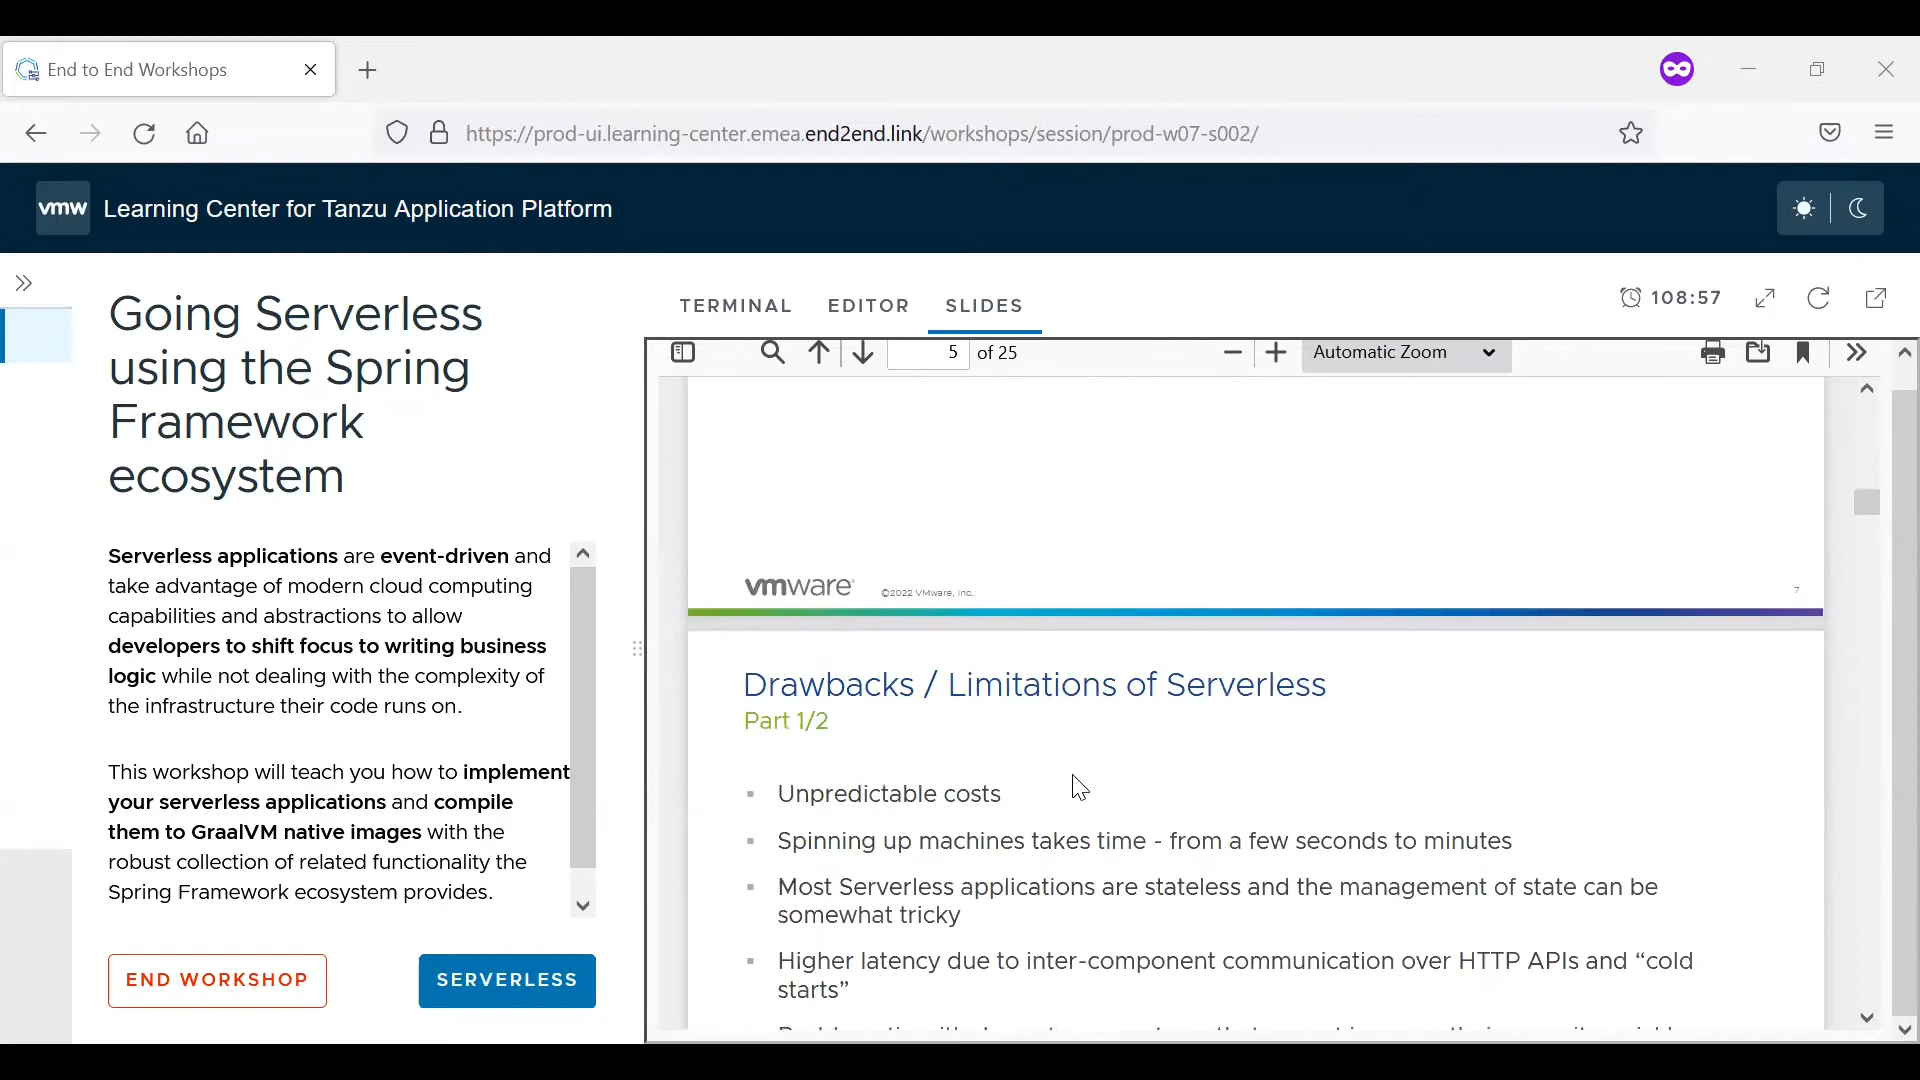 End to End Workshops
https://prod-ui.learning-center.emea.end2end.link/workshops/session/prod-w07-s002/
vmw Learning Center for Tanzu Application Platform
Going Serverless
using the Spring
Framework
ecosystem
Serverless applications are event-driven and
take advantage of modern cloud computing
capabilities and abstractions to allow
developers to shift focus to writing business
logic while not dealing with the complexity of
the infrastructure their code runs on.
This workshop will teach you how to implement
your serverless applications and compile
them to GraalVM native images with the
robust collection of related functionality the
Spring Framework ecosystem provides.
END WORKSHOP
SERVERLESS
TERMINAL EDITOR SLIDES
108:57
5 of 25
Automatic Zoom
vmware® ©2022 VMware, Inc. 7
Drawbacks / Limitations of Serverless
Part 1/2
▪ Unpredictable costs
▪ Spinning up machines takes time - from a few seconds to minutes
▪ Most Serverless applications are stateless and the management of state can be
somewhat tricky
▪ Higher latency due to inter-component communication over HTTP APIs and “cold
starts”